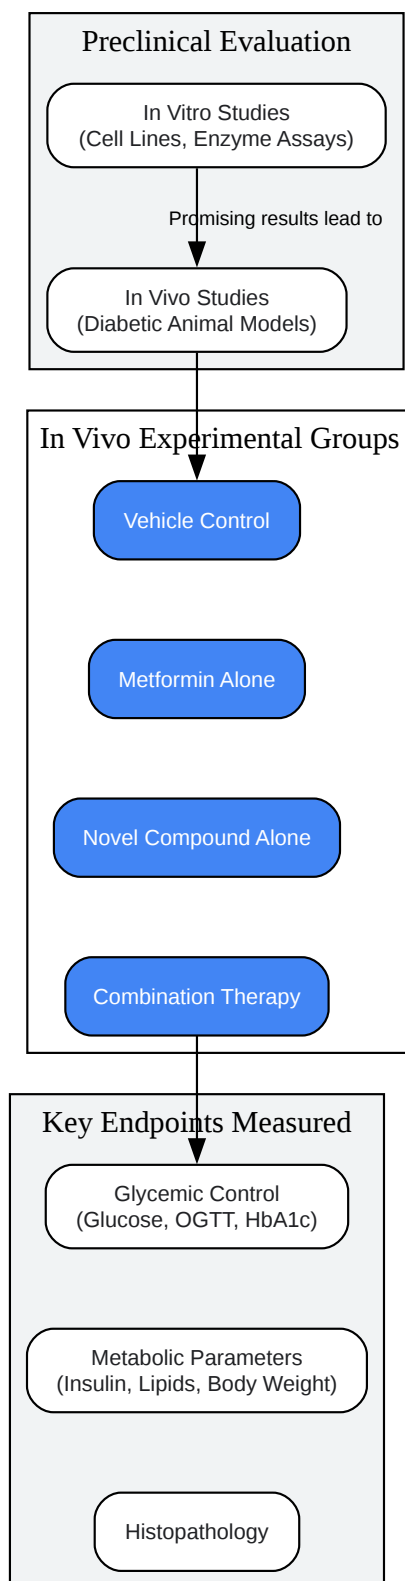 Preclinical Evaluation
In Vitro Studies
(Cell Lines, Enzyme Assays)
Promising results lead to
In Vivo Studies
(Diabetic Animal Models)
In Vivo Experimental Groups
Vehicle Control
Metformin Alone
Novel Compound Alone
Combination Therapy
Key Endpoints Measured
Glycemic Control
(Glucose, OGTT, HbA1c)
Metabolic Parameters
(Insulin, Lipids, Body Weight)
Histopathology